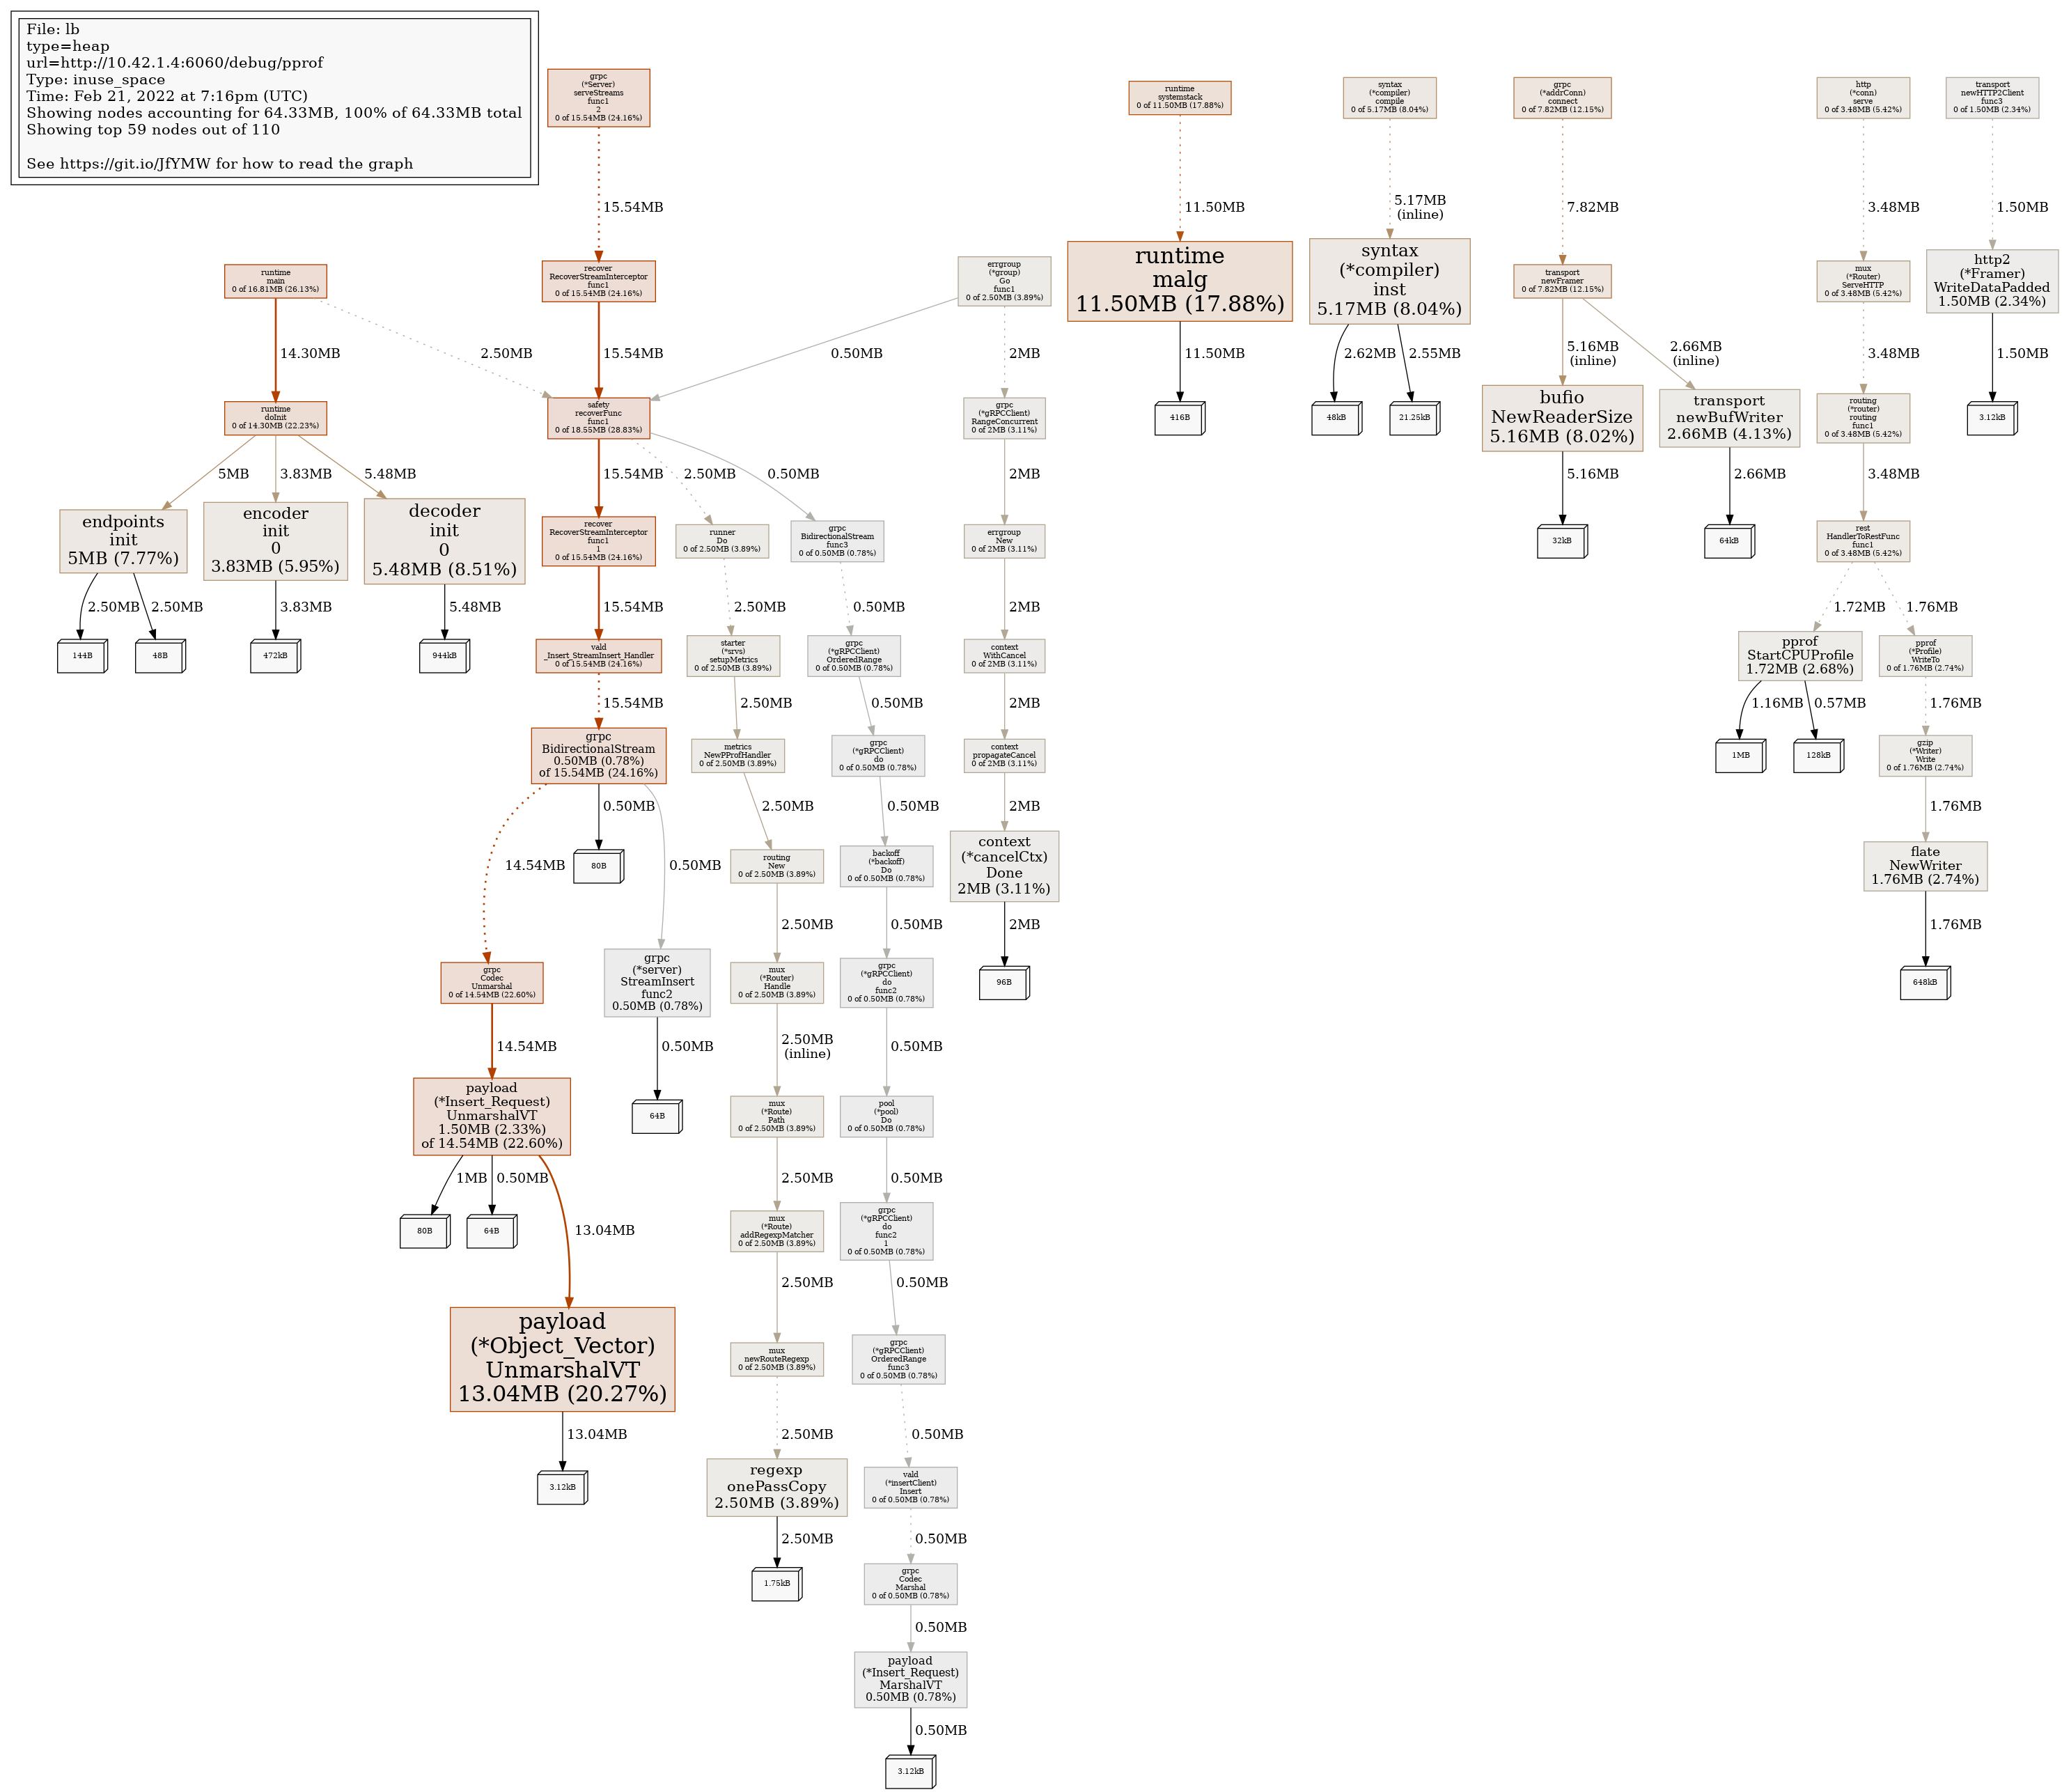 File: lb
type=heap
url=http://10.42.1.4:6060/debug/pprof
Type: inuse_space
Time: Feb 21, 2022 at 7:16pm (UTC)
Showing nodes accounting for 64.33MB, 100% of 64.33MB total
Showing top 59 nodes out of 110
See https://git.io/JfYMW for how to read the graph
grpc
(*Server)
serveStreams
func1
2
0 of 15.54MB (24.16%)
runtime
systemstack
0 of 11.50MB (17.88%)
syntax
(*compiler)
compile
0 of 5.17MB (8.04%)
grpc
(*addrConn)
connect
0 of 7.82MB (12.15%)
http
(*conn)
serve
0 of 3.48MB (5.42%)
transport
newHTTP2Client
func3
0 of 1.50MB (2.34%)
15.54MB
11.50MB
5.17MB
(inline)
7.82MB
3.48MB
1.50MB
runtime
main
0 of 16.81MB (26.13%)
recover
RecoverStreamInterceptor
func1
0 of 15.54MB (24.16%)
errgroup
(*group)
Go
func1
0 of 2.50MB (3.89%)
runtime
malg
11.50MB (17.88%)
syntax
(*compiler)
inst
5.17MB (8.04%)
transport
newFramer
0 of 7.82MB (12.15%)
mux
(*Router)
ServeHTTP
0 of 3.48MB (5.42%)
http2
(*Framer)
WriteDataPadded
1.50MB (2.34%)
14.30MB
2.50MB
15.54MB
0.50MB
2MB
11.50MB
2.62MB
2.55MB
5.16MB
(inline)
2.66MB
(inline)
3.48MB
1.50MB
runtime
doInit
0 of 14.30MB (22.23%)
safety
recoverFunc
func1
0 of 18.55MB (28.83%)
grpc
(*gRPCClient)
RangeConcurrent
0 of 2MB (3.11%)
416B
48kB
21.25kB
bufio
NewReaderSize
5.16MB (8.02%)
transport
newBufWriter
2.66MB (4.13%)
routing
(*router)
routing
func1
0 of 3.48MB (5.42%)
3.12kB
5MB
3.83MB
5.48MB
15.54MB
2.50MB
0.50MB
2MB
5.16MB
2.66MB
3.48MB
endpoints
init
5MB (7.77%)
encoder
init
0
3.83MB (5.95%)
decoder
init
0
5.48MB (8.51%)
recover
RecoverStreamInterceptor
func1
1
0 of 15.54MB (24.16%)
runner
Do
0 of 2.50MB (3.89%)
grpc
BidirectionalStream
func3
0 of 0.50MB (0.78%)
errgroup
New
0 of 2MB (3.11%)
32kB
64kB
rest
HandlerToRestFunc
func1
0 of 3.48MB (5.42%)
2.50MB
2.50MB
3.83MB
5.48MB
15.54MB
2.50MB
0.50MB
2MB
1.72MB
1.76MB
144B
48B
472kB
944kB
vald
_Insert_StreamInsert_Handler
0 of 15.54MB (24.16%)
starter
(*srvs)
setupMetrics
0 of 2.50MB (3.89%)
grpc
(*gRPCClient)
OrderedRange
0 of 0.50MB (0.78%)
context
WithCancel
0 of 2MB (3.11%)
pprof
StartCPUProfile
1.72MB (2.68%)
pprof
(*Profile)
WriteTo
0 of 1.76MB (2.74%)
15.54MB
2.50MB
0.50MB
2MB
1.16MB
0.57MB
1.76MB
grpc
BidirectionalStream
0.50MB (0.78%)
of 15.54MB (24.16%)
metrics
NewPProfHandler
0 of 2.50MB (3.89%)
grpc
(*gRPCClient)
do
0 of 0.50MB (0.78%)
context
propagateCancel
0 of 2MB (3.11%)
1MB
128kB
gzip
(*Writer)
Write
0 of 1.76MB (2.74%)
14.54MB
0.50MB
0.50MB
2.50MB
0.50MB
2MB
1.76MB
80B
routing
New
0 of 2.50MB (3.89%)
backoff
(*backoff)
Do
0 of 0.50MB (0.78%)
context
(*cancelCtx)
Done
2MB (3.11%)
flate
NewWriter
1.76MB (2.74%)
2.50MB
0.50MB
2MB
1.76MB
grpc
Codec
Unmarshal
0 of 14.54MB (22.60%)
grpc
(*server)
StreamInsert
func2
0.50MB (0.78%)
mux
(*Router)
Handle
0 of 2.50MB (3.89%)
grpc
(*gRPCClient)
do
func2
0 of 0.50MB (0.78%)
96B
648kB
14.54MB
0.50MB
2.50MB
(inline)
0.50MB
payload
(*Insert_Request)
UnmarshalVT
1.50MB (2.33%)
of 14.54MB (22.60%)
64B
mux
(*Route)
Path
0 of 2.50MB (3.89%)
pool
(*pool)
Do
0 of 0.50MB (0.78%)
1MB
0.50MB
13.04MB
2.50MB
0.50MB
80B
64B
mux
(*Route)
addRegexpMatcher
0 of 2.50MB (3.89%)
grpc
(*gRPCClient)
do
func2
1
0 of 0.50MB (0.78%)
2.50MB
0.50MB
payload
(*Object_Vector)
UnmarshalVT
13.04MB (20.27%)
mux
newRouteRegexp
0 of 2.50MB (3.89%)
grpc
(*gRPCClient)
OrderedRange
func3
0 of 0.50MB (0.78%)
13.04MB
2.50MB
0.50MB
3.12kB
regexp
onePassCopy
2.50MB (3.89%)
vald
(*insertClient)
Insert
0 of 0.50MB (0.78%)
2.50MB
0.50MB
1.75kB
grpc
Codec
Marshal
0 of 0.50MB (0.78%)
0.50MB
payload
(*Insert_Request)
MarshalVT
0.50MB (0.78%)
0.50MB
3.12kB